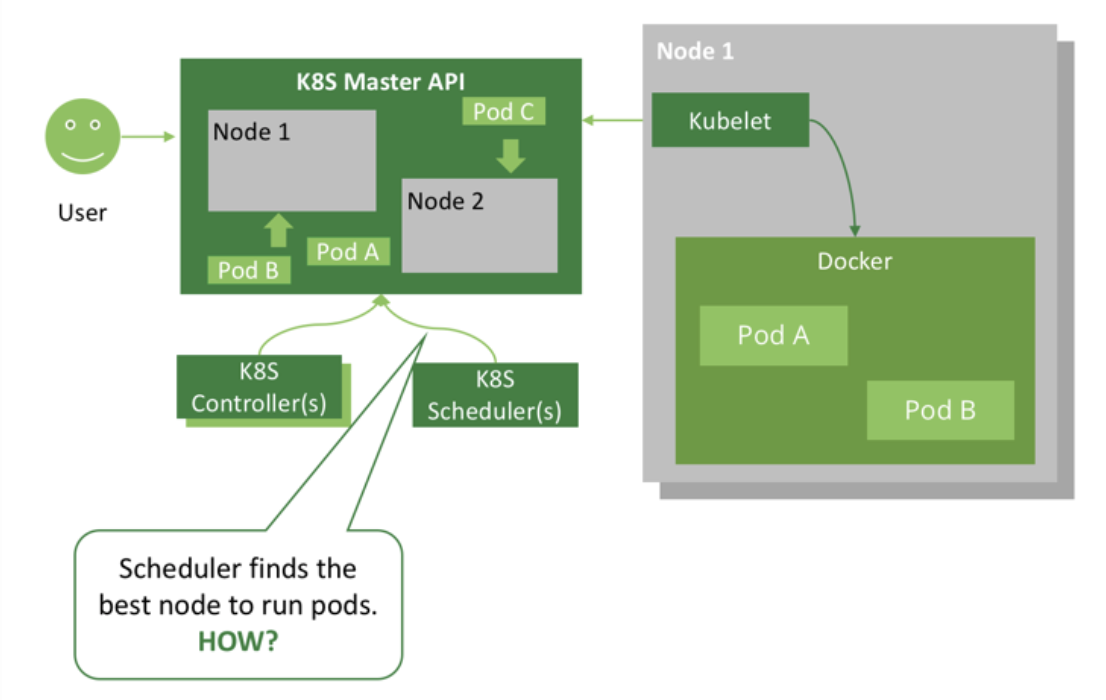 K8S Master API
Node 1
Pod C
Node 2
Pod A
Pod B
User
K8S
Controller(s)
K8S
Scheduler(s)
Scheduler finds the
best node to run pods.
HOW?
Node 1
Kubelet
Docker
Pod A
Pod B